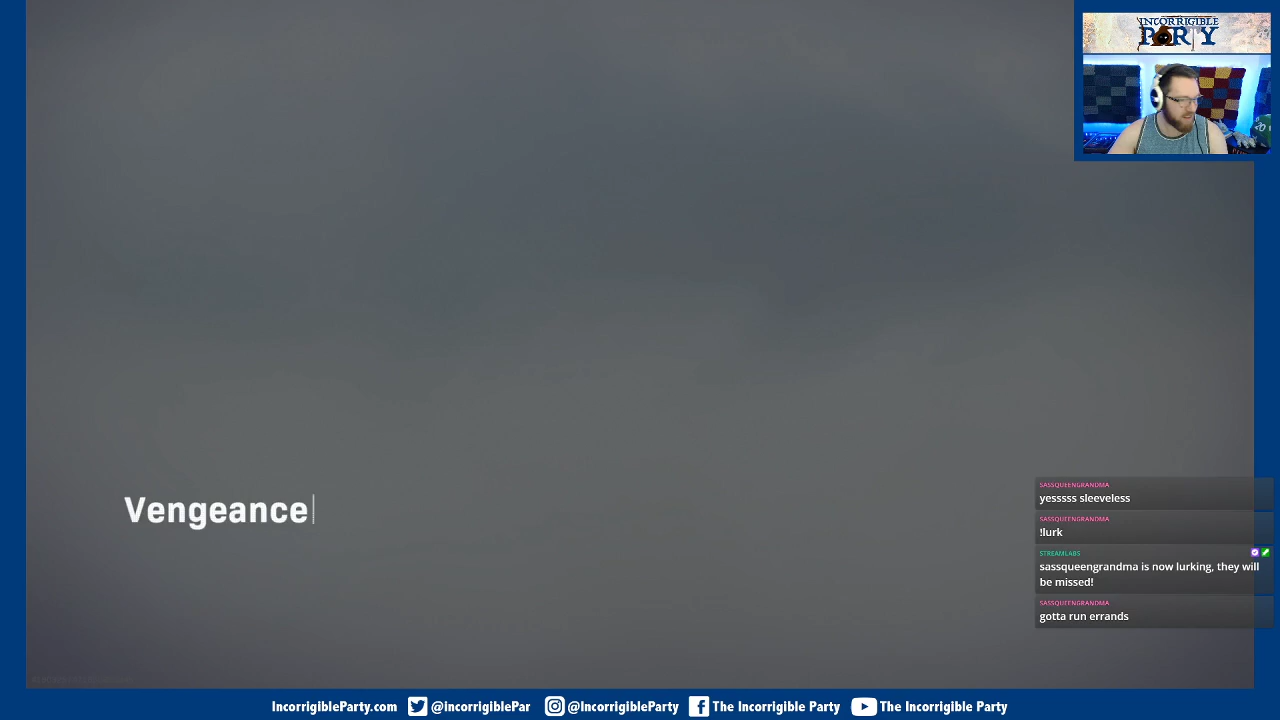 INCORRIGIBLE
PARTY
Vengeance
SASSQUEENGRANDMA
yesssss sleeveless
SASSQUEENGRANDMA
!lurk
STREAMLABS
sassqueengrandma is now lurking, they will
be missed!
SASSQUEENGRANDMA
gotta run errands
IncorrigibleParty.com @incorrigiblePar @IncorrigibleParty The Incorrigible Party The Incorrigible Party